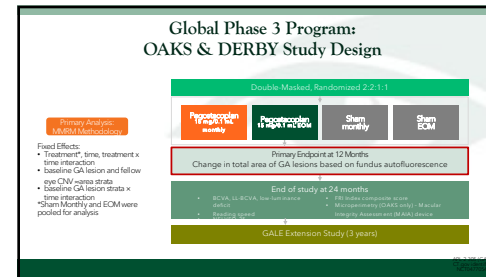 Global Phase 3 Program:
OAKS & DERBY Study Design
Double-Masked, Randomized 2:2:1:1
Pegcetacoplan
15 mg/0.1 mL
monthly
Pegcetacoplan
15 mg/0.1 mL EOM
Sham
monthly
Sham
EOM
Primary Analysis:
MMRM Methodology
Fixed Effects:
• Treatment*, time, treatment x
time interaction
• baseline GA lesion and fellow
eye CNV =area strata
• baseline GA lesion strata ×
time interaction
*Sham Monthly and EOM were
pooled for analysis
Primary Endpoint at 12 Months
Change in total area of GA lesions based on fundus autofluorescence
End of study at 24 months
• BCVA, LL-BCVA, low-luminance
deficit
• Reading speed
• FRI Index composite score
• Microperimetry (OAKS only) – Macular
Integrity Assessment (MAIA) device
GALE Extension Study (3 years)